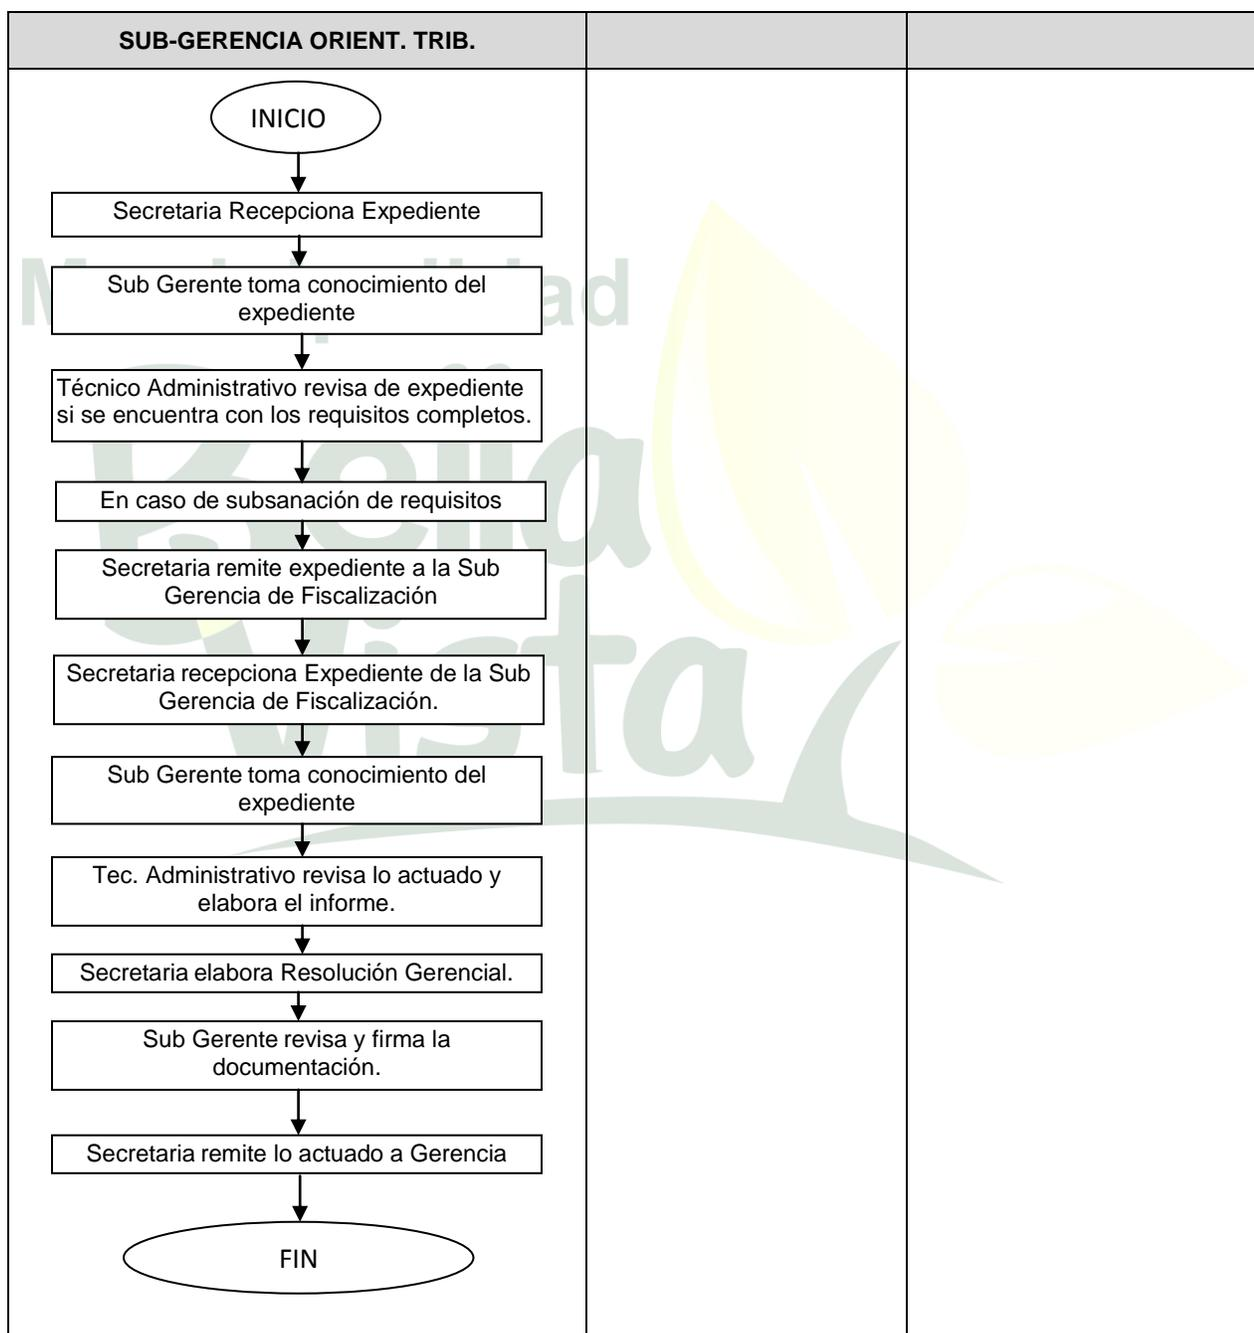 SUB-GERENCIA ORIENT. TRIB.
INICIO
Secretaria Recepciona Expediente
Sub Gerente toma conocimiento del
expediente
Técnico Administrativo revisa de expediente
si se encuentra con los requisitos completos.
En caso de subsanación de requisitos
Secretaria remite expediente a la Sub
Gerencia de Fiscalización
Secretaria recepciona Expediente de la Sub
Gerencia de Fiscalización.
Sub Gerente toma conocimiento del
expediente
Tec. Administrativo revisa lo actuado y
elabora el informe.
Secretaria elabora Resolución Gerencial.
Sub Gerente revisa y firma la
documentación.
Secretaria remite lo actuado a Gerencia
FIN
Bella
Vista